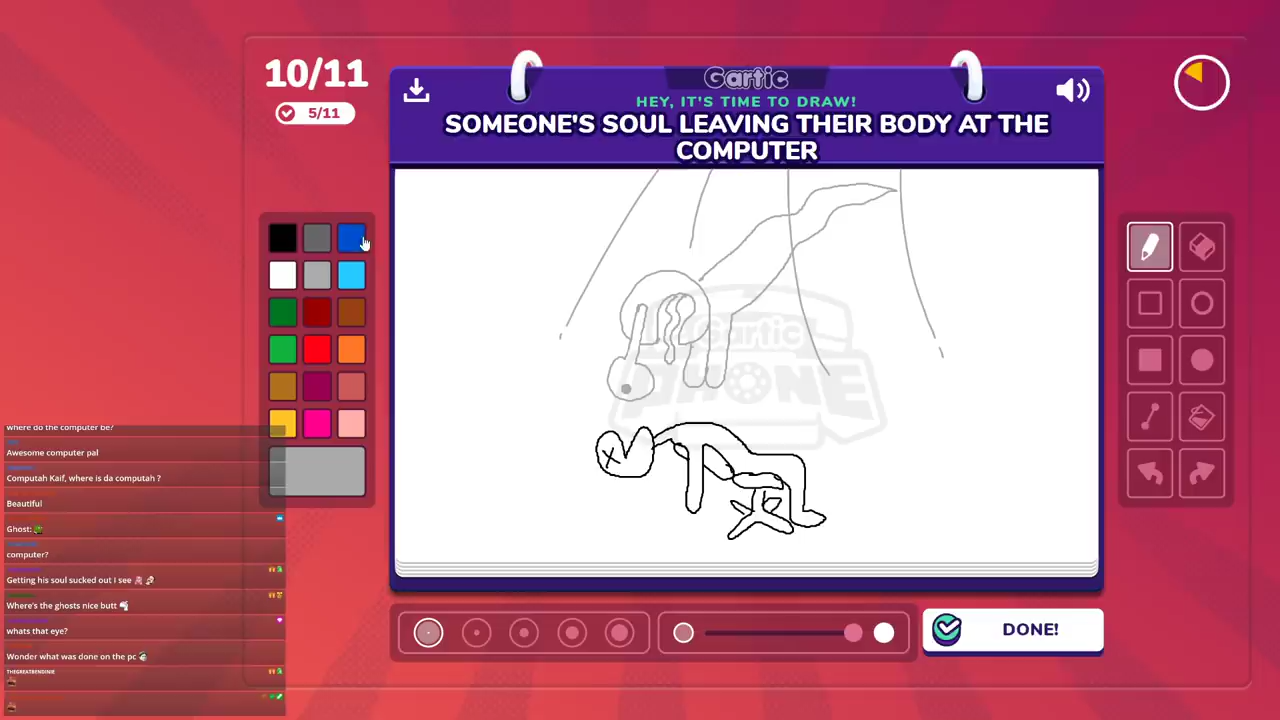 10/11
5/11
Gartic
HEY, IT'S TIME TO DRAW!
SOMEONE'S SOUL LEAVING THEIR BODY AT THE
COMPUTER
Gartic
PHONE
where do the computer be?
Awesome computer pal
Computah Kaif, where is da computah ?
Beautiful
Ghost:
computer?
Getting his soul sucked out I see
Where's the ghosts nice butt
whats that eye?
Wonder what was done on the pc
THEGREATBENDINIE
DONE!